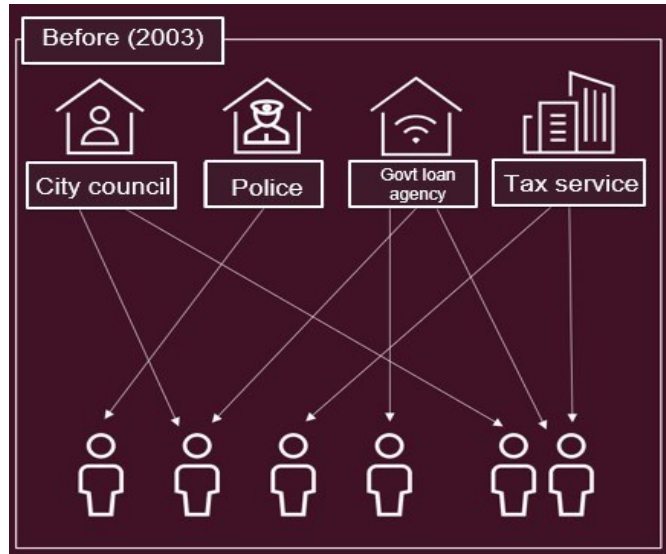 Before (2003)
City council
Police
Govt loan
agency
Tax service